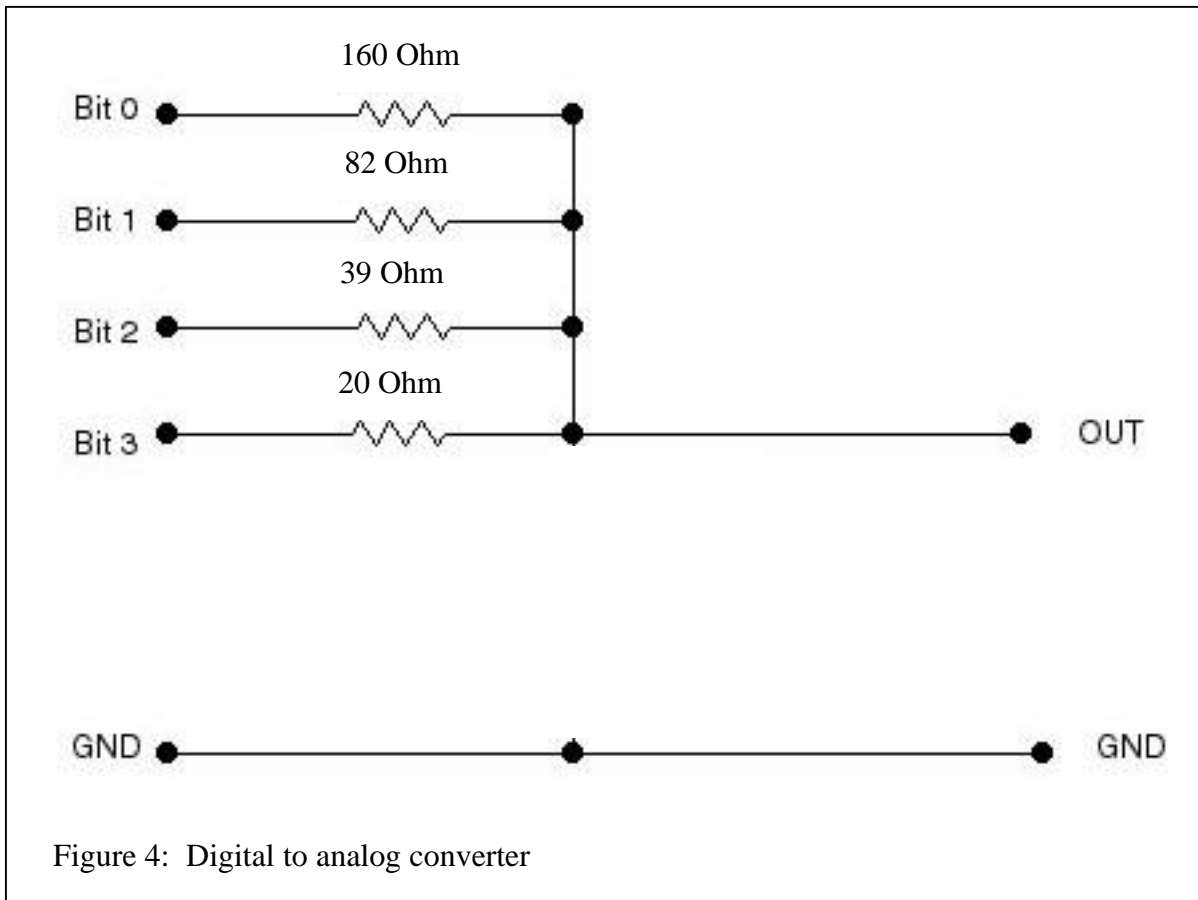 160 Ohm
Bit 0
82 Ohm
Bit 1
39 Ohm
Bit 2
20 Ohm
Bit 3
OUT
GND
GND
Figure 4: Digital to analog converter